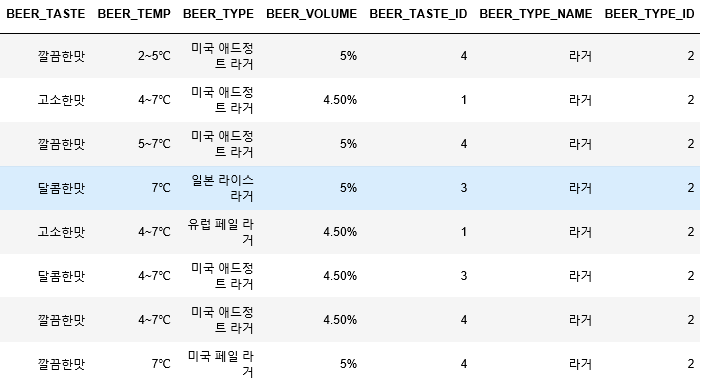 BEER_TASTE BEER_TEMP BEER_TYPE BEER_VOLUME BEER_TASTE_ID BEER_TYPE_NAME BEER_TYPE_ID
깔끔한맛 2~5℃ 미국 애드정
트 라거 5% 4 라거 2
고소한맛 4~7℃ 미국 애드정
트 라거 4.50% 1 라거 2
깔끔한맛 5~7℃ 미국 애드정
트 라거 5% 4 라거 2
달콤한맛 7℃ 일본 라이스
라거 5% 3 라거 2
고소한맛 4~7℃ 유럽 페일 라
거 4.50% 1 라거 2
달콤한맛 4~7℃ 미국 애드정
트 라거 4.50% 3 라거 2
깔끔한맛 4~7℃ 미국 애드정
트 라거 4.50% 4 라거 2
깔끔한맛 7℃ 미국 페일 라
거 5% 4 라거 2